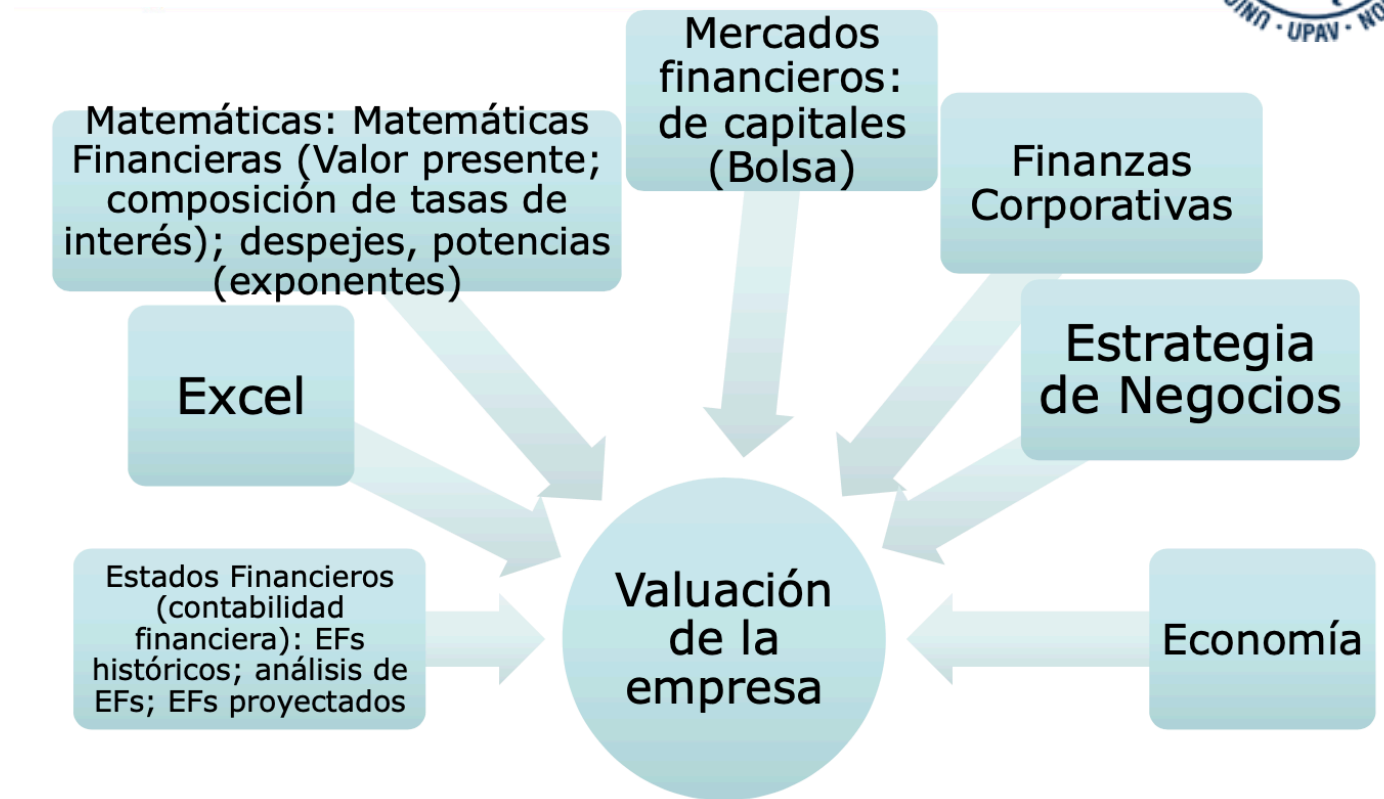 Mercados
financieros:
de capitales
(Bolsa)
Matemáticas: Matemáticas
Financieras (Valor presente;
composición de tasas de
interés); despejes, potencias
(exponentes)
Finanzas
Corporativas
Excel
Estrategia
de Negocios
Estados Financieros
(contabilidad
financiera): EFs
históricos; análisis de
EFs; EFs proyectados
Valuación
de la
empresa
Economía
· UPAV ·